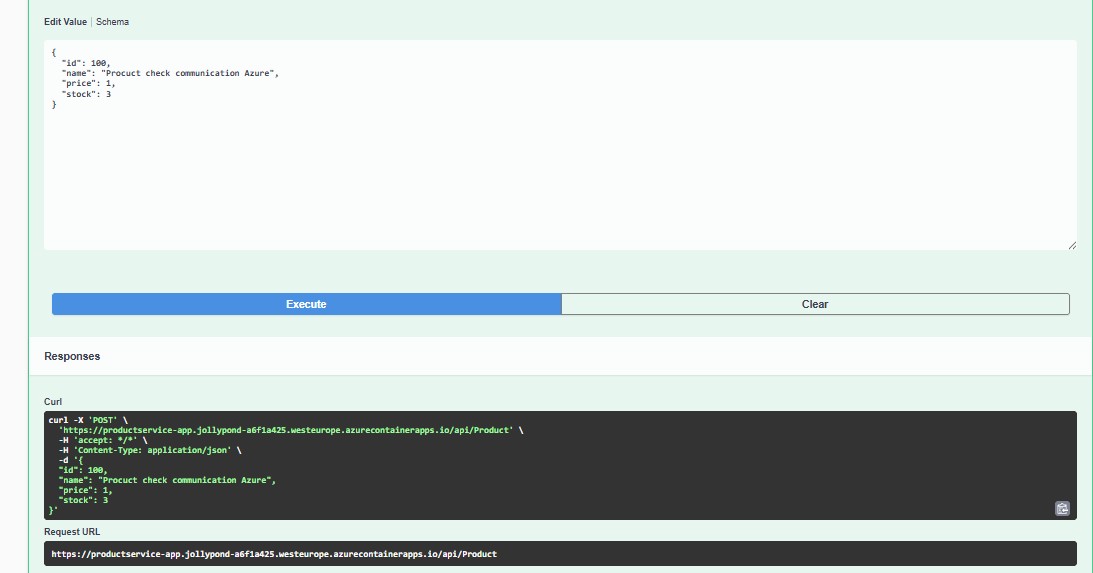 Edit Value | Schema
{
  "id": 100,
  "name": "Procuct check communication Azure",
  "price": 1,
  "stock": 3
}
Execute
Clear
Responses
Curl
curl -X 'POST' \
  'https://productservice-app.jollypond-a6f1a425.westeurope.azurecontainerapps.io/api/Product' \
  -H 'accept: */*' \
  -H 'Content-Type: application/json' \
  -d '{
  "id": 100,
  "name": "Procuct check communication Azure",
  "price": 1,
  "stock": 3
}'
Request URL
https://productservice-app.jollypond-a6f1a425.westeurope.azurecontainerapps.io/api/Product